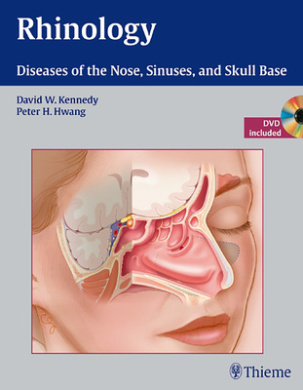 Rhinology
Diseases of the Nose, Sinuses, and Skull Base
David W. Kennedy
Peter H. Hwang
DVD
included
Thieme